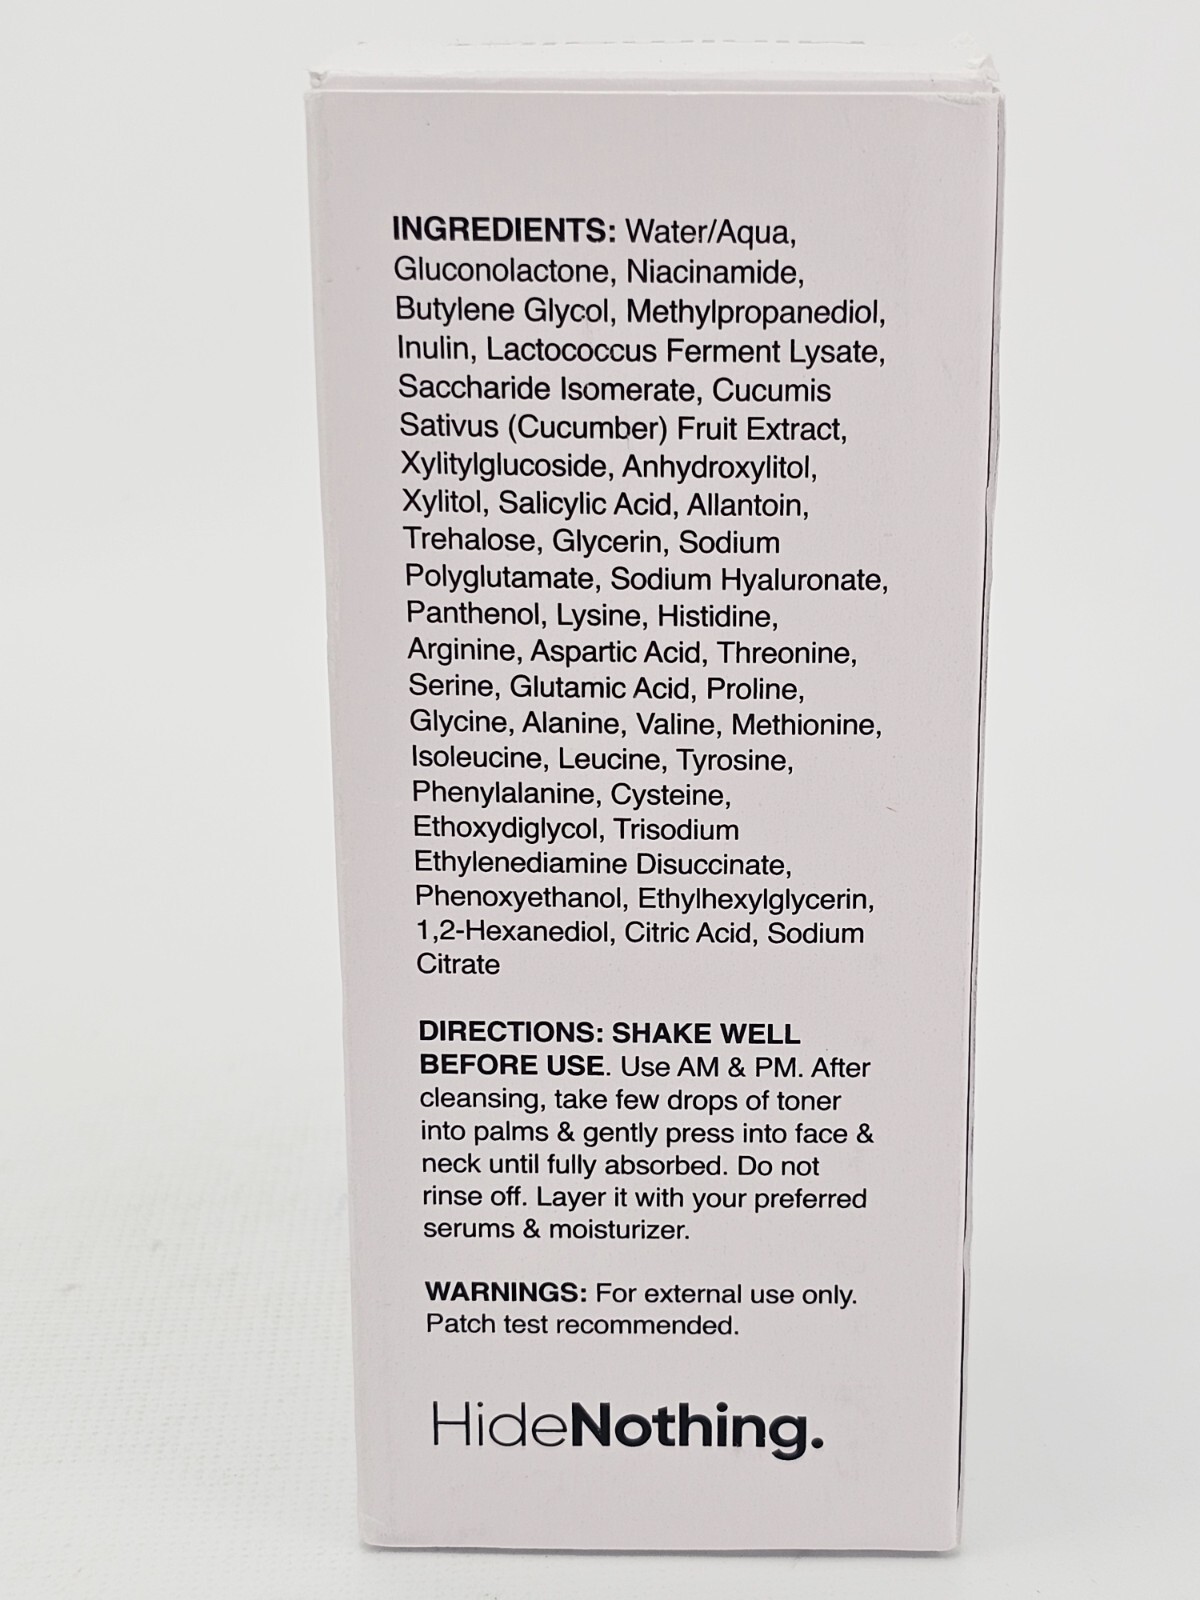 INGREDIENTS: Water/Aqua,
Gluconolactone, Niacinamide,
Butylene Glycol, Methylpropanediol,
Inulin, Lactococcus Ferment Lysate,
Saccharide Isomerate, Cucumis
Sativus (Cucumber) Fruit Extract,
Xylitylglucoside, Anhydroxylitol,
Xylitol, Salicylic Acid, Allantoin,
Trehalose, Glycerin, Sodium
Polyglutamate, Sodium Hyaluronate,
Panthenol, Lysine, Histidine,
Arginine, Aspartic Acid, Threonine,
Serine, Glutamic Acid, Proline,
Glycine, Alanine, Valine, Methionine,
Isoleucine, Leucine, Tyrosine,
Phenylalanine, Cysteine,
Ethoxydiglycol, Trisodium
Ethylenediamine Disuccinate,
Phenoxyethanol, Ethylhexylglycerin,
1,2-Hexanediol, Citric Acid, Sodium
Citrate
DIRECTIONS: SHAKE WELL
BEFORE USE. Use AM & PM. After
cleansing, take few drops of toner
into palms & gently press into face &
neck until fully absorbed. Do not
rinse off. Layer it with your preferred
serums & moisturizer.
WARNINGS: For external use only.
Patch test recommended.
HideNothing.